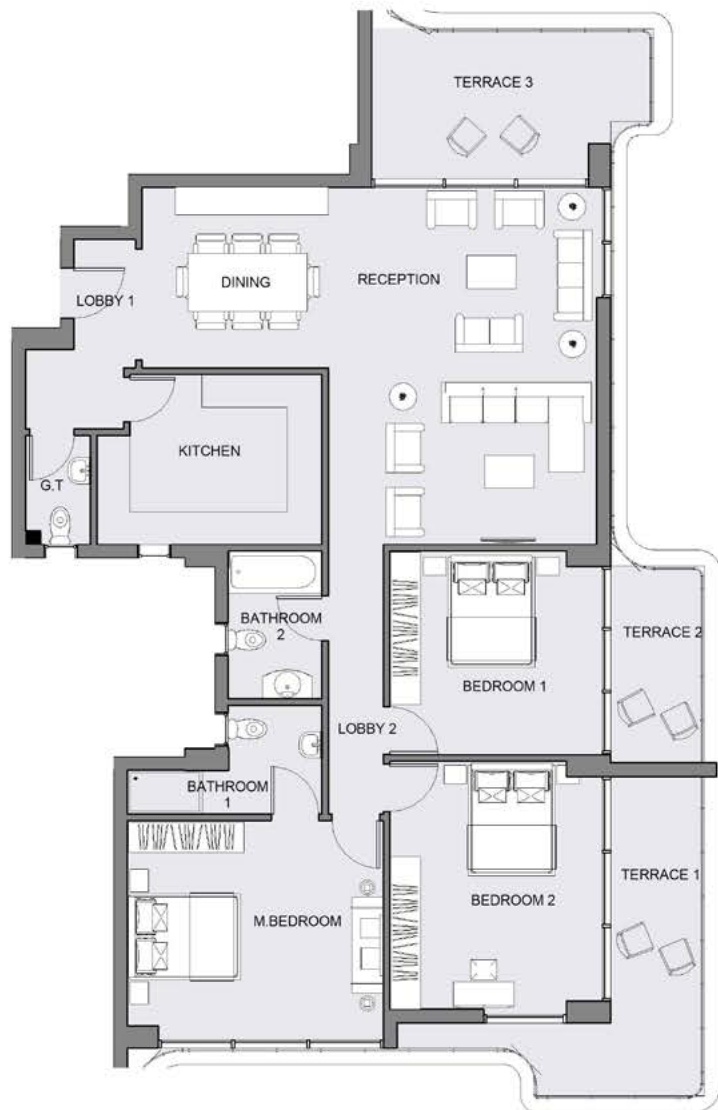 TERRACE 3
DINING
RECEPTION
LOBBY 1
KITCHEN
G.T
BATHROOM
2
TERRACE 2
BEDROOM 1
LOBBY 2
BATHROOM
1
TERRACE 1
BEDROOM 2
M.BEDROOM